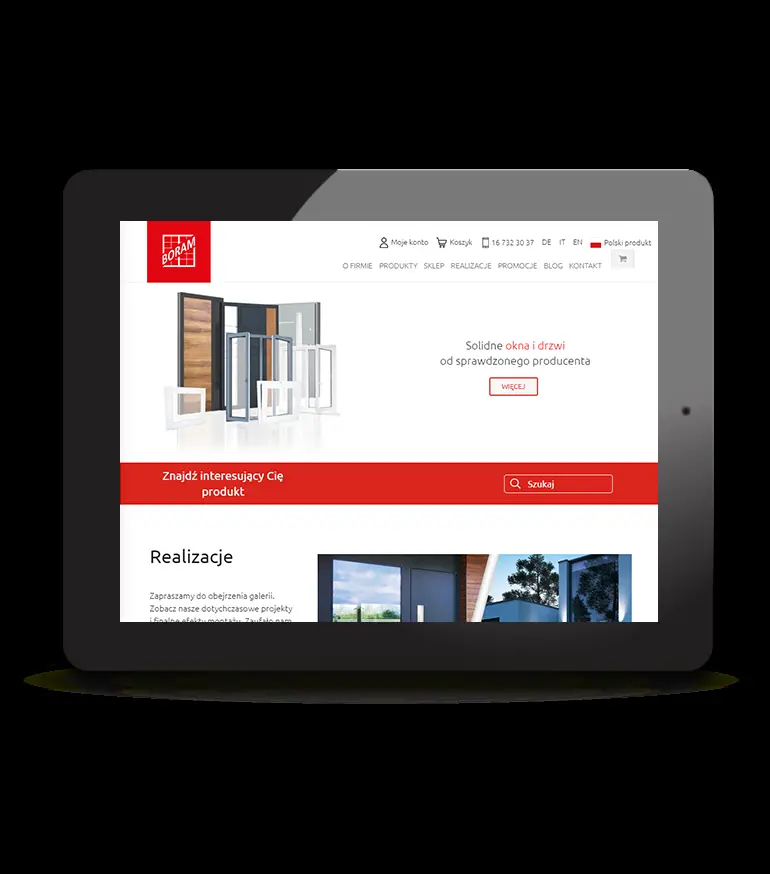 BORAM
Moje konto Koszyk 16 732 30 37 DE IT EN Polski produkt
O FIRMIE PRODUKTY SKLEP REALIZACJE PROMOCJE BLOG KONTAKT
Solidne okna i drzwi
od sprawdzonego producenta
WIĘCEJ
Znajdź interesujący Cię
produkt
Szukaj
Realizacje
Zapraszamy do obejrzenia galerii.
Zobacz nasze dotychczasowe projekty
i finalne efekty montażu. Zaufało nam